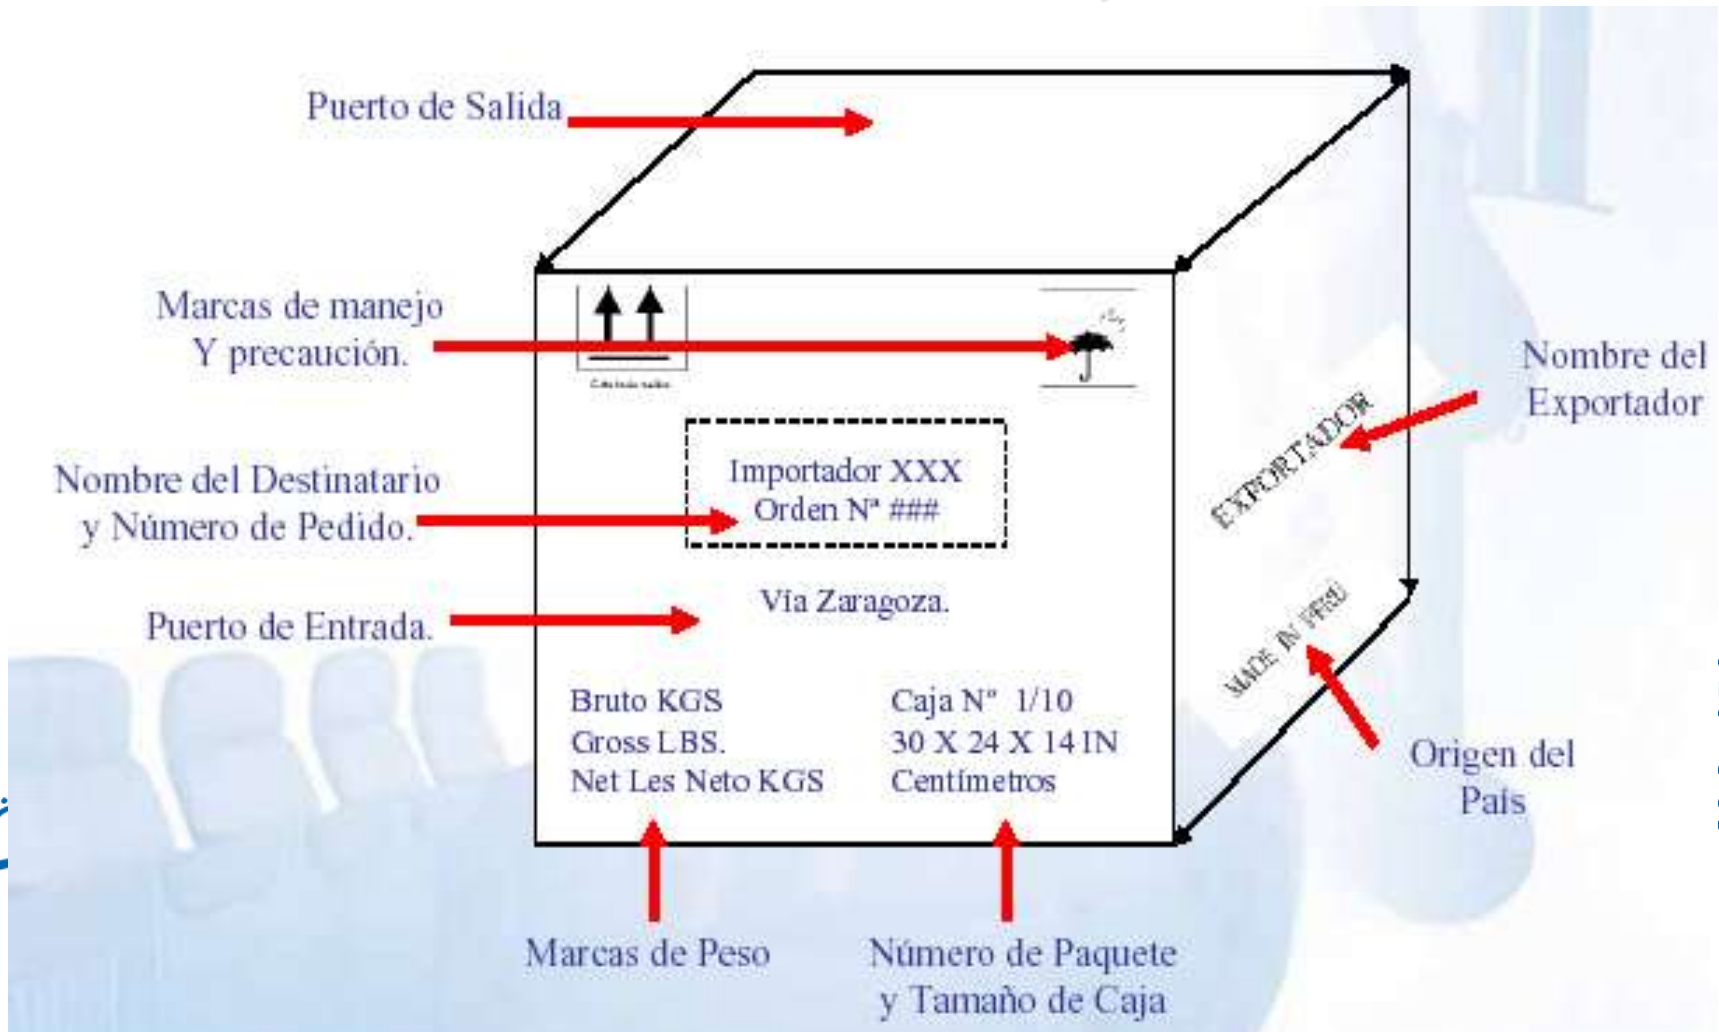 Puerto de Salida
Marcas de manejo
Y precaución.
Nombre del
Exportador
EXPORTADOR
Nombre del Destinatario
y Número de Pedido.
Importador XXX
Orden Nª ###
Puerto de Entrada.
Vía Zaragoza.
MADE IN PERÚ
Bruto KGS
Gross LBS.
Net Les Neto KGS
Caja Nº 1/10
30 X 24 X 14 IN
Centímetros
Origen del
País
Marcas de Peso
Número de Paquete
y Tamaño de Caja